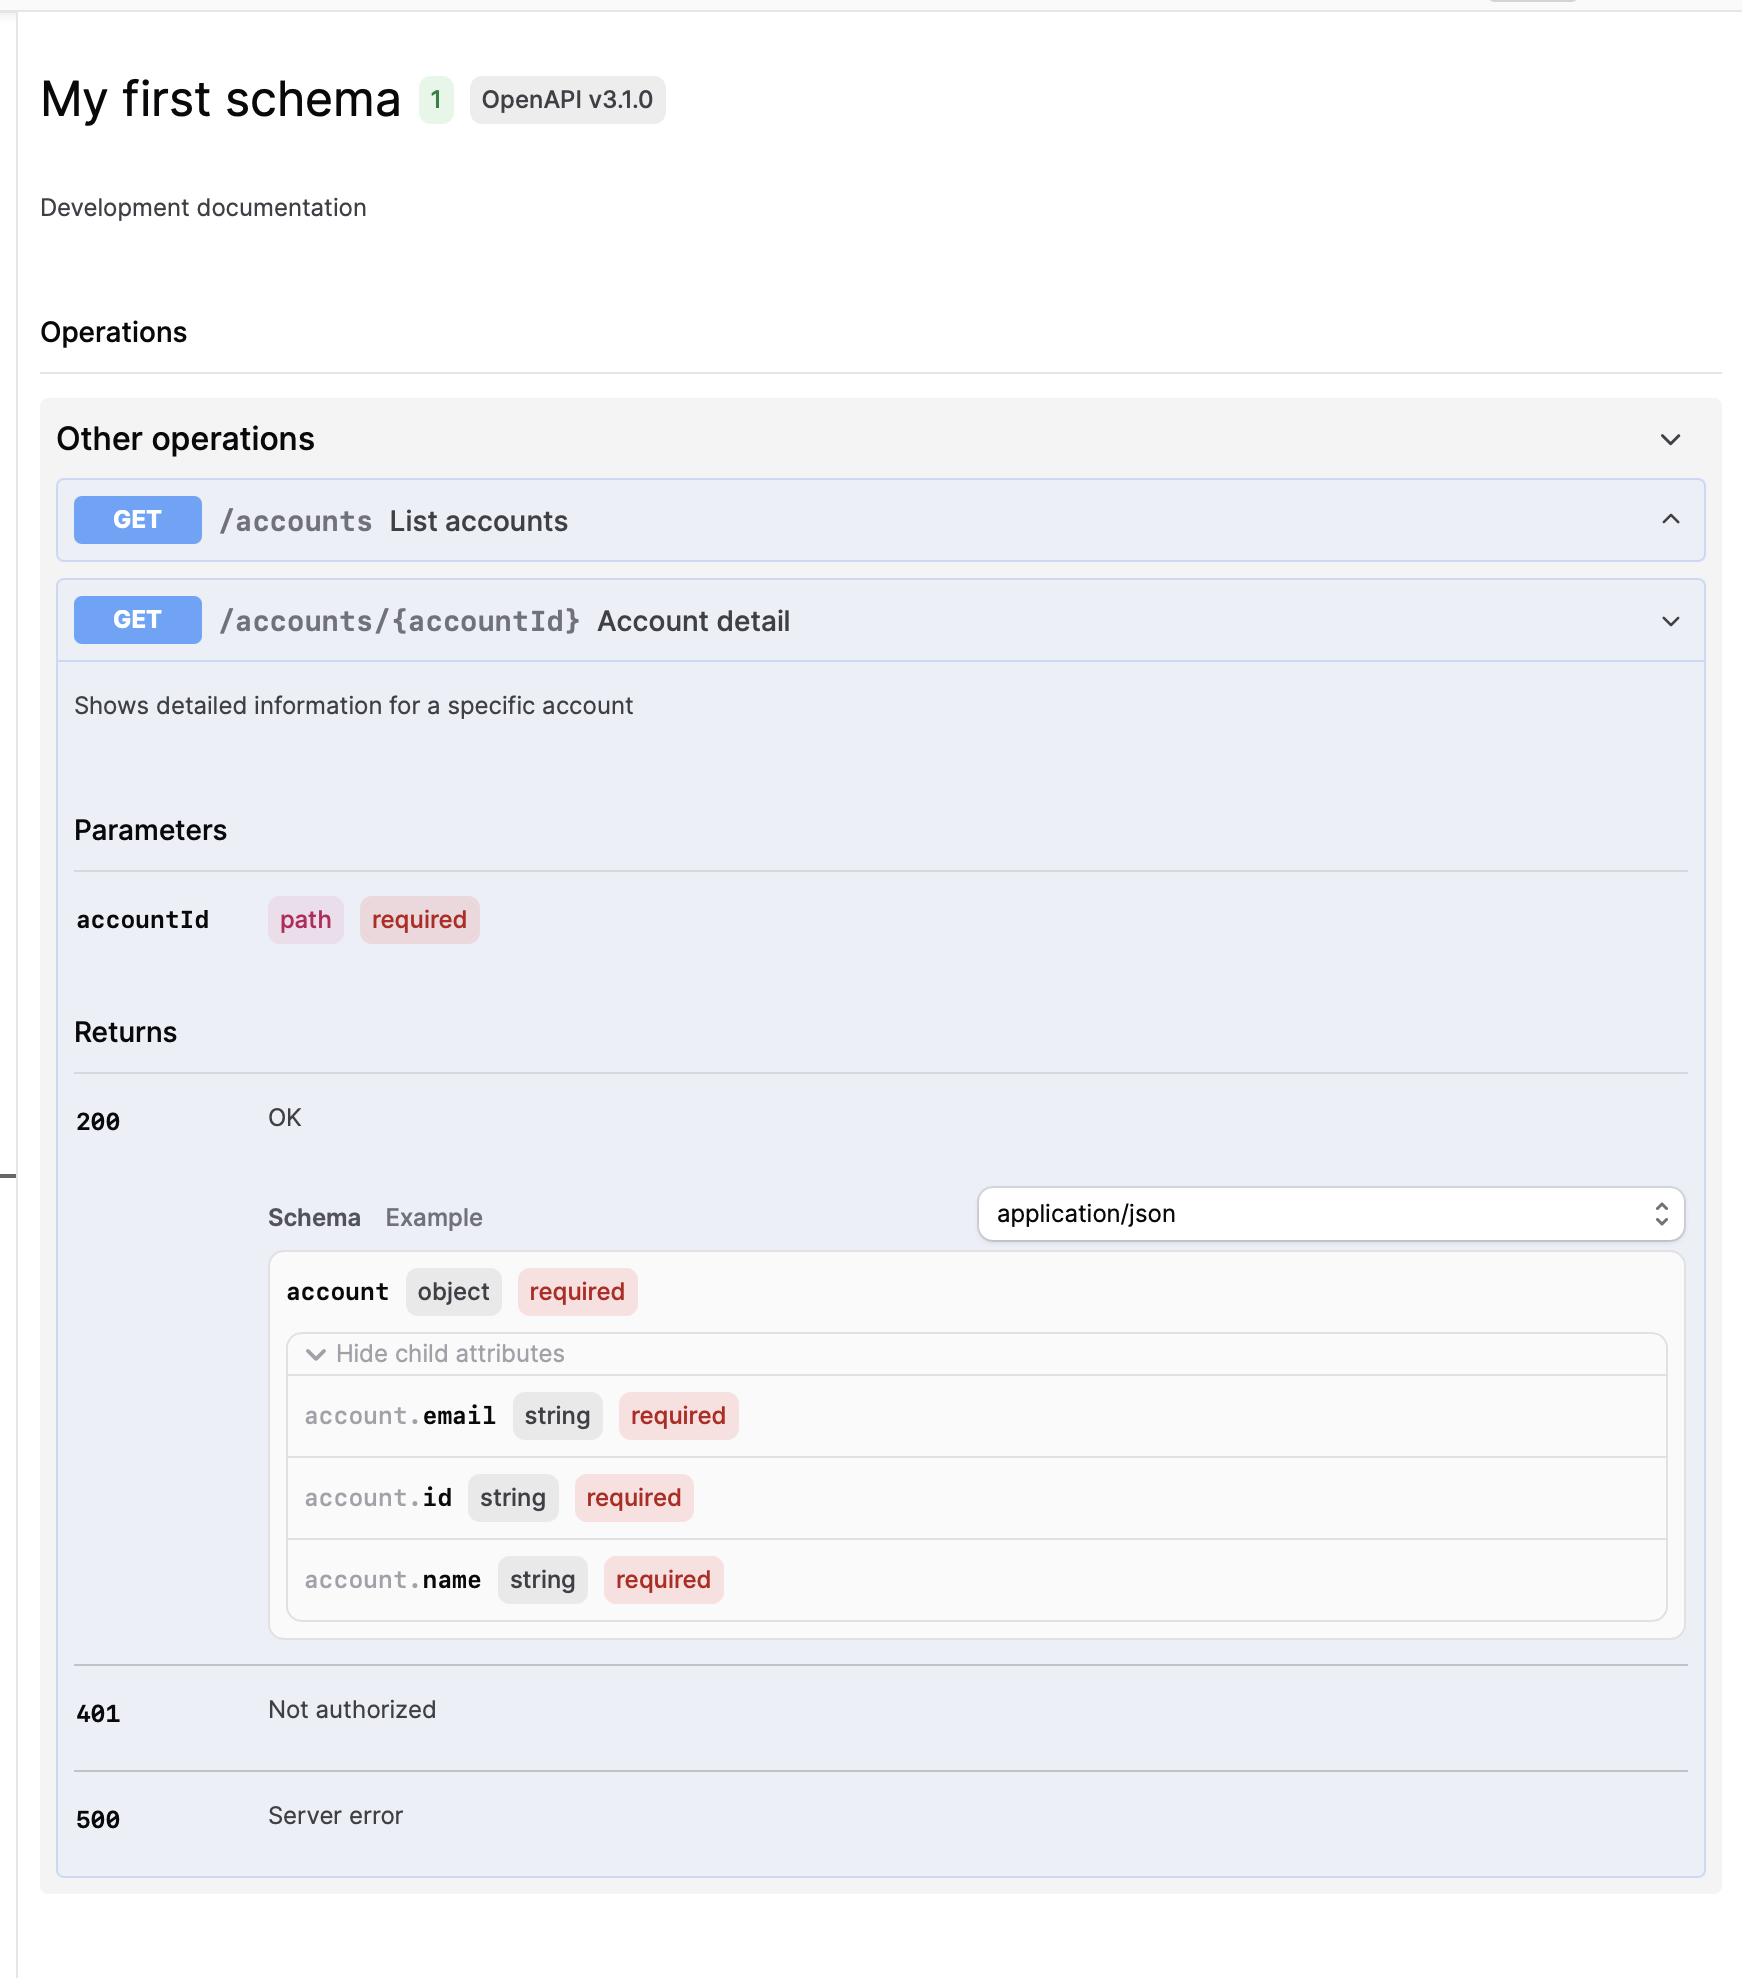 My first schema 1 OpenAPI v3.1.0
Development documentation
Operations
Other operations
GET /accounts List accounts
GET /accounts/{accountId} Account detail
Shows detailed information for a specific account
Parameters
accountId path required
Returns
200 OK
Schema Example application/json
account object required
Hide child attributes
account.email string required
account.id string required
account.name string required
401 Not authorized
500 Server error